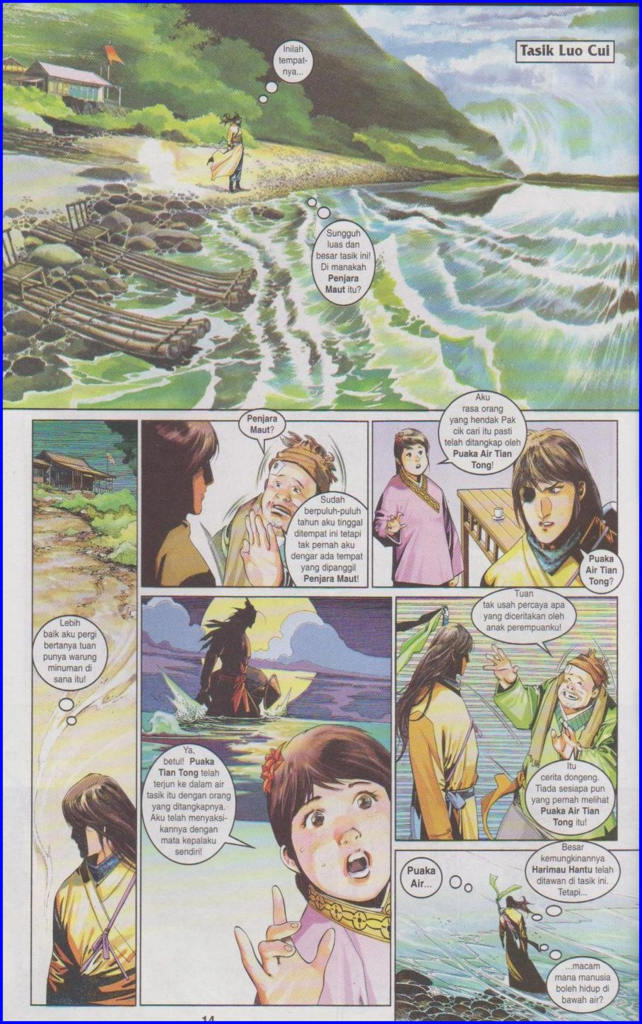 Inilah
tempat-
nya...
Tasik Luo Cui
Sungguh
luas dan
besar tasik ini!
Di manakah
Penjara
Maut itu?
Lebih
baik aku pergi
bertanya tuan
punya warung
minuman di
sana itu!
Penjara
Maut?
Sudah
berpuluh-puluh
tahun aku tinggal
ditempat ini tetapi
tak pernah aku
dengar ada tempat
yang dipanggil
Penjara Maut!
Aku
rasa orang
yang hendak Pak
cik cari itu pasti
telah ditangkap oleh
Puaka Air Tian
Tong!
Puaka
Air Tian
Tong?
Ya,
betul! Puaka
Tian Tong telah
terjun ke dalam air
tasik itu dengan orang
yang ditangkapnya.
Aku telah menyaksi-
kannya dengan
mata kepalaku
sendiri!
Tuan
tak usah percaya apa
yang diceritakan oleh
anak perempuanku!
Itu
cerita dongeng.
Tiada sesiapa pun
yang pernah melihat
Puaka Air Tian
Tong itu!
Puaka
Air...
Besar
kemungkinannya
Harimau Hantu telah
ditawan di tasik ini.
Tetapi...
...macam
mana manusia
boleh hidup di
bawah air?
14